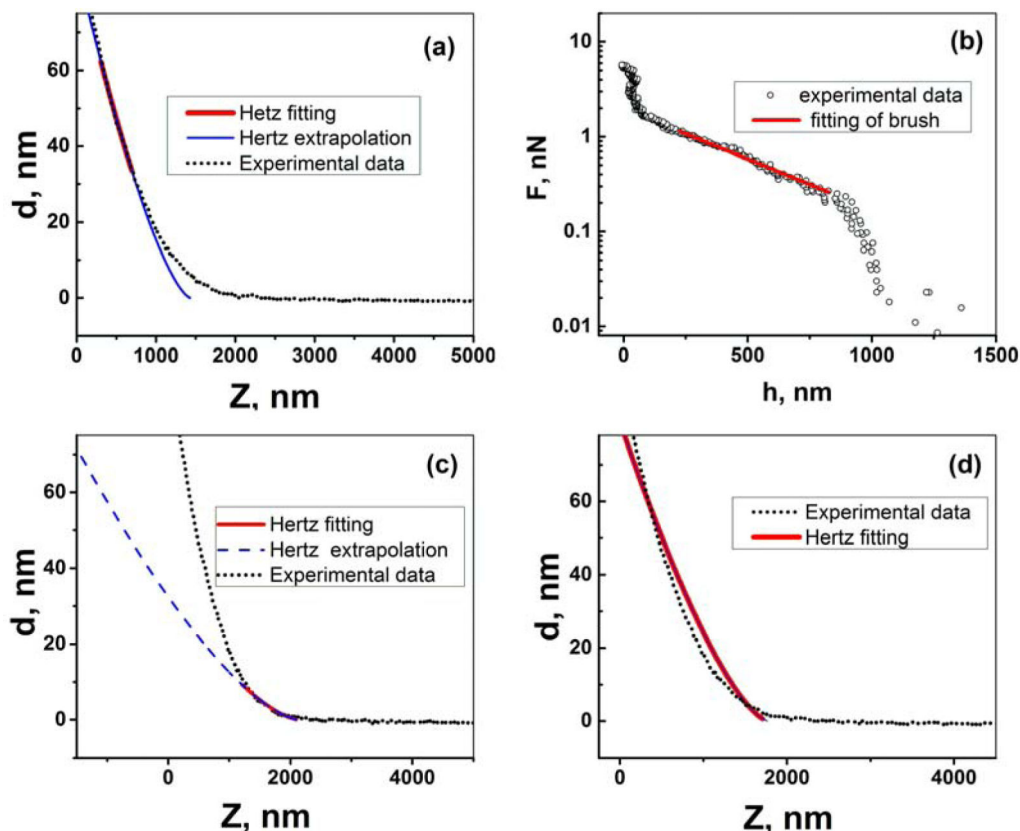 (a)
Hetz fitting
Hertz extrapolation
Experimental data
d, nm
60
40
20
0
0
1000
2000
3000
4000
5000
Z, nm
(b)
experimental data
fitting of brush
F, nN
10
1
0.1
0.01
0
500
1000
1500
h, nm
(c)
Hertz fitting
Hertz extrapolation
Experimental data
d, nm
60
40
20
0
0
2000
4000
Z, nm
(d)
Experimental data
Hertz fitting
d, nm
60
40
20
0
0
2000
4000
Z, nm